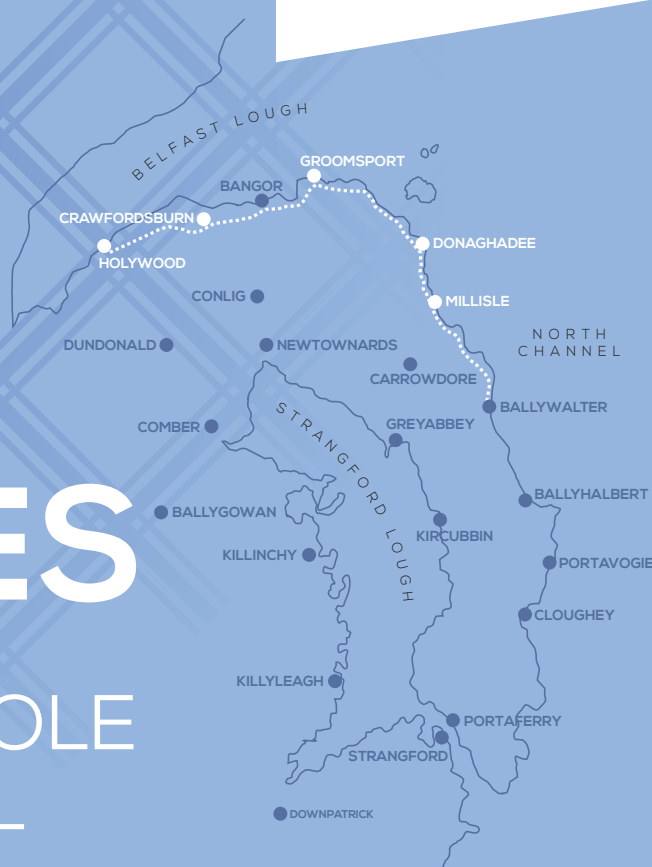 BELFAST LOUGH
GROOMSPORT
BANGOR
CRAWFORDSBURN
HOLYWOOD
DONAGHADEE
CONLIG
MILLISLE
NORTH
CHANNEL
DUNDONALD
NEWTOWNARDS
CARROWDORE
BALLYWALTER
COMBER
GREYABBEY
STRANGFORD LOUGH
BALLYHALBERT
BALLYGOWAN
KIRCUBBIN
ES
KILLINCHY
PORTAVOGIE
CLOUGHEY
KILLYLEAGH
OLE
PORTAFERRY
STRANGFORD
DOWNPATRICK